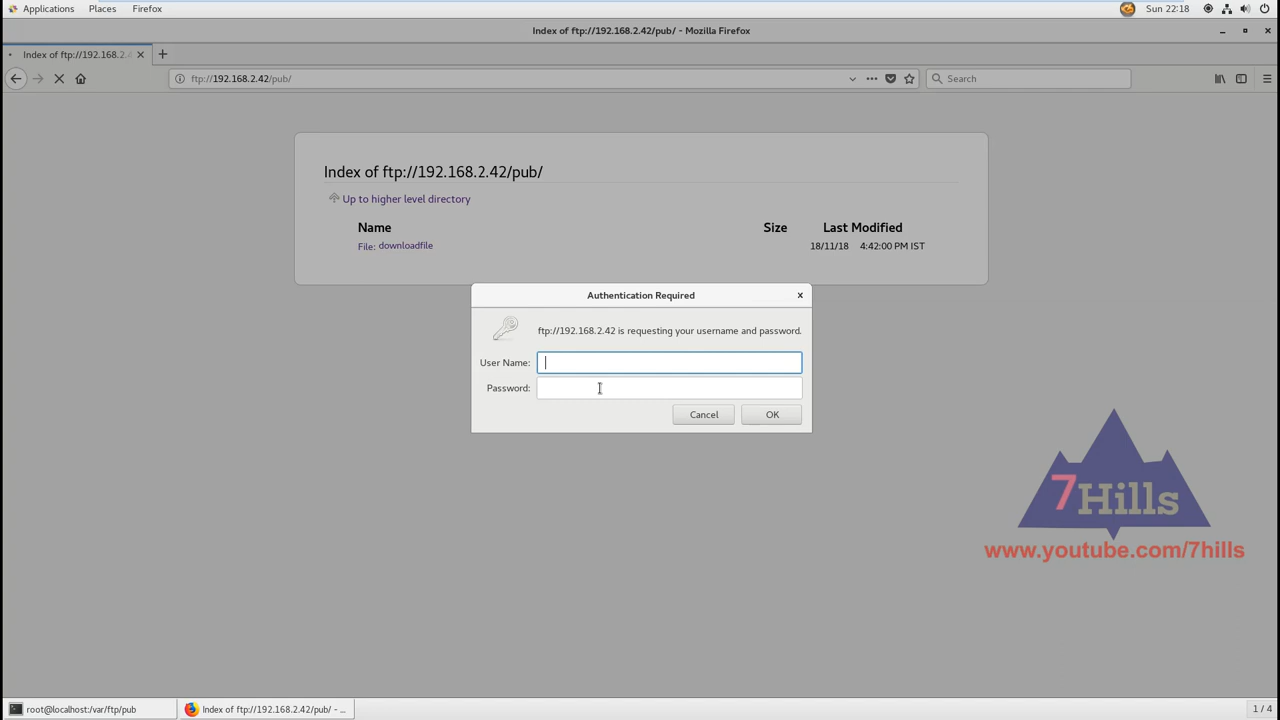 Applications Places Firefox Sun 22:18
Index of ftp://192.168.2.42/pub/ - Mozilla Firefox
Index of ftp://192.168.2.4
ftp://192.168.2.42/pub/ Search
Index of ftp://192.168.2.42/pub/
Up to higher level directory
Name Size Last Modified
File: downloadfile 18/11/18 4:42:00 PM IST
Authentication Required
ftp://192.168.2.42 is requesting your username and password.
User Name:
Password:
Cancel OK
7Hills
www.youtube.com/7hills
root@localhost:/var/ftp/pub Index of ftp://192.168.2.42/pub/ - ... 1 / 4